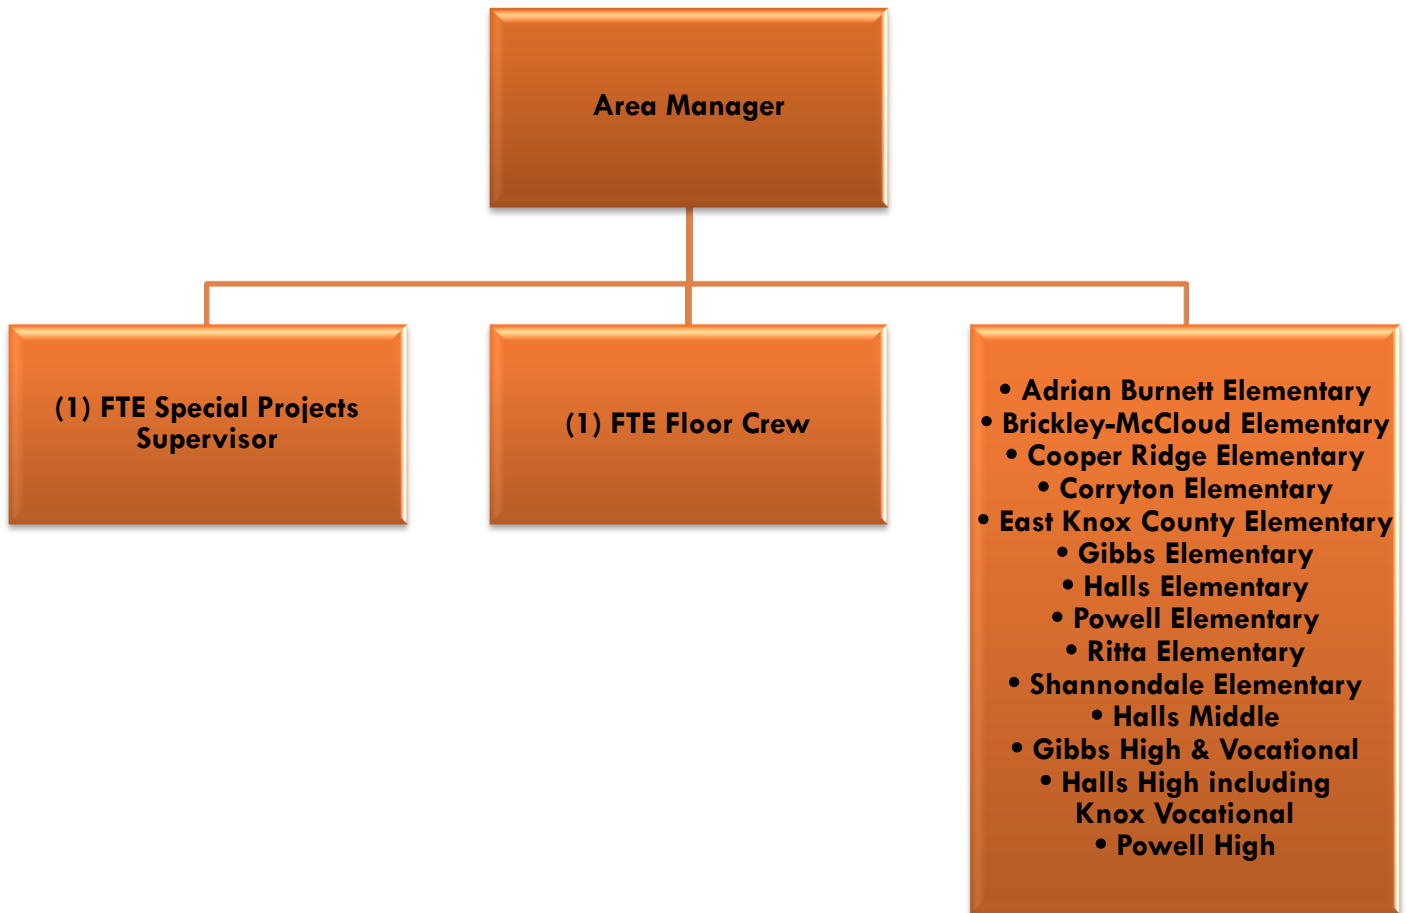 Area Manager
(1) FTE Special Projects
Supervisor
(1) FTE Floor Crew
• Adrian Burnett Elementary
• Brickley-McCloud Elementary
• Cooper Ridge Elementary
• Corryton Elementary
• East Knox County Elementary
• Gibbs Elementary
• Halls Elementary
• Powell Elementary
• Ritta Elementary
• Shannondale Elementary
• Halls Middle
• Gibbs High & Vocational
• Halls High including
Knox Vocational
• Powell High